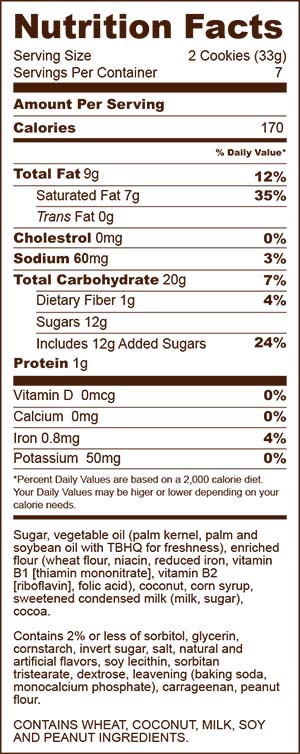 Nutrition Facts
Serving Size 2 Cookies (33g)
Servings Per Container 7
Amount Per Serving
Calories 170
% Daily Value*
Total Fat 9g 12%
Saturated Fat 7g 35%
Trans Fat 0g
Cholestrol 0mg 0%
Sodium 60mg 3%
Total Carbohydrate 20g 7%
Dietary Fiber 1g 4%
Sugars 12g
Includes 12g Added Sugars 24%
Protein 1g
Vitamin D 0mcg 0%
Calcium 0mg 0%
Iron 0.8mg 4%
Potassium 50mg 0%
*Percent Daily Values are based on a 2,000 calorie diet.
Your Daily Values may be higer or lower depending on your
calorie needs.
Sugar, vegetable oil (palm kernel, palm and
soybean oil with TBHQ for freshness), enriched
flour (wheat flour, niacin, reduced iron, vitamin
B1 [thiamin mononitrate], vitamin B2
[riboflavin], folic acid), coconut, corn syrup,
sweetened condensed milk (milk, sugar),
cocoa.
Contains 2% or less of sorbitol, glycerin,
cornstarch, invert sugar, salt, natural and
artificial flavors, soy lecithin, sorbitan
tristearate, dextrose, leavening (baking soda,
monocalcium phosphate), carrageenan, peanut
flour.
CONTAINS WHEAT, COCONUT, MILK, SOY
AND PEANUT INGREDIENTS.